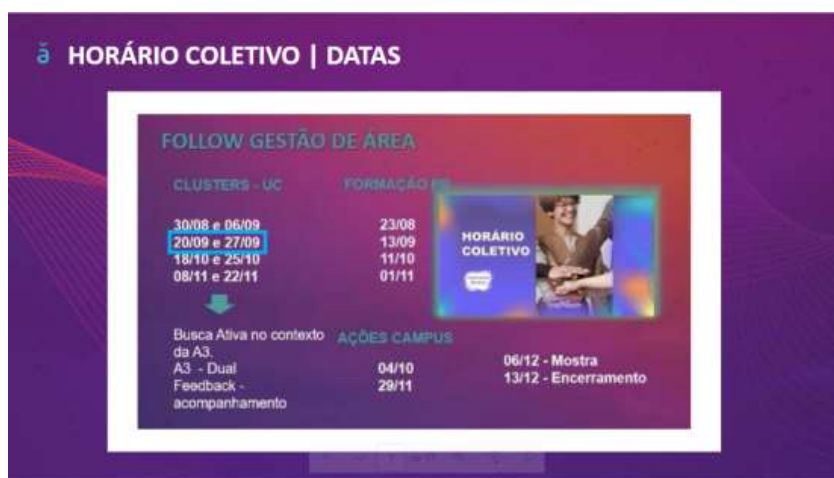 ă HORÁRIO COLETIVO | DATAS
FOLLOW GESTÃO DE ÁREA
CLUSTERS - UC
30/08 e 06/09
20/09 e 27/09
18/10 e 25/10
08/11 e 22/11
FORMAÇÃO
23/08
13/09
11/10
01/11
HORÁRIO
COLETIVO
Busca Ativa no contexto
da A3.
A3 - Dual
Feedback -
acompanhamento
AÇÕES CAMPUS
04/10
29/11
06/12 - Mostra
13/12 - Encerramento